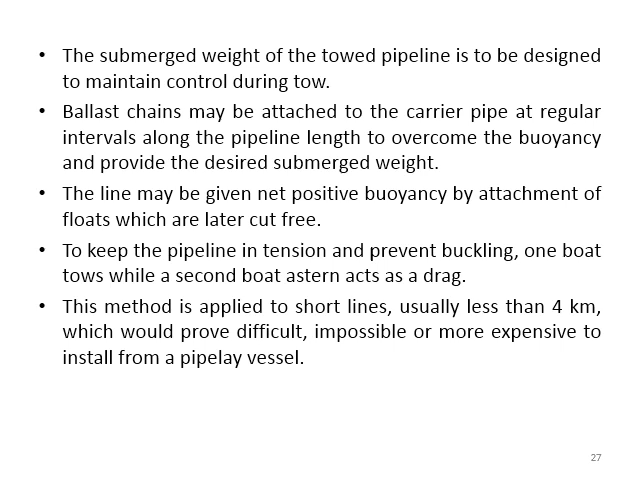 • The submerged weight of the towed pipeline is to be designed
to maintain control during tow.
• Ballast chains may be attached to the carrier pipe at regular
intervals along the pipeline length to overcome the buoyancy
and provide the desired submerged weight.
• The line may be given net positive buoyancy by attachment of
floats which are later cut free.
• To keep the pipeline in tension and prevent buckling, one boat
tows while a second boat astern acts as a drag.
• This method is applied to short lines, usually less than 4 km,
which would prove difficult, impossible or more expensive to
install from a pipelay vessel.
27